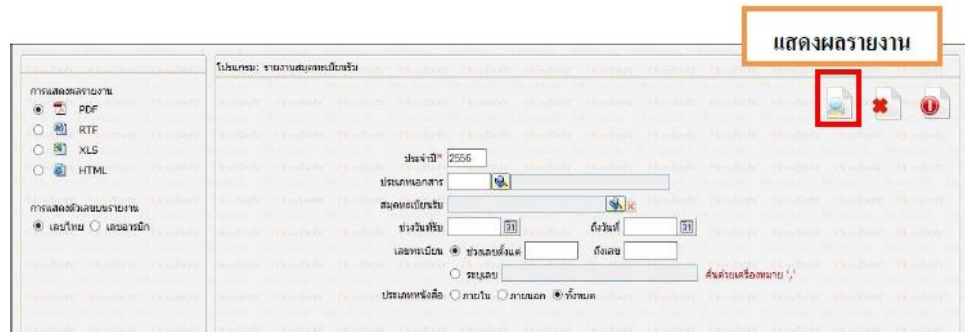 แสดงผลรายงาน
โปรแกรม: รายงานสมุดทะเบียนรับ
การแสดงผลรายงาน
PDF
RTF
XLS
HTML
การแสดงตัวเลขบนรายงาน
เลขไทย เลขอารบิก
ประจำปี* 2556
ประเภทเอกสาร
สมุดทะเบียนรับ
ช่วงวันที่รับ 31 ถึงวันที่ 31
เลขทะเบียน ช่วงเลขตั้งแต่ ถึงเลข
ระบุเลข คั่นด้วยเครื่องหมาย ','
ประเภทหนังสือ ภายใน ภายนอก ทั้งหมด